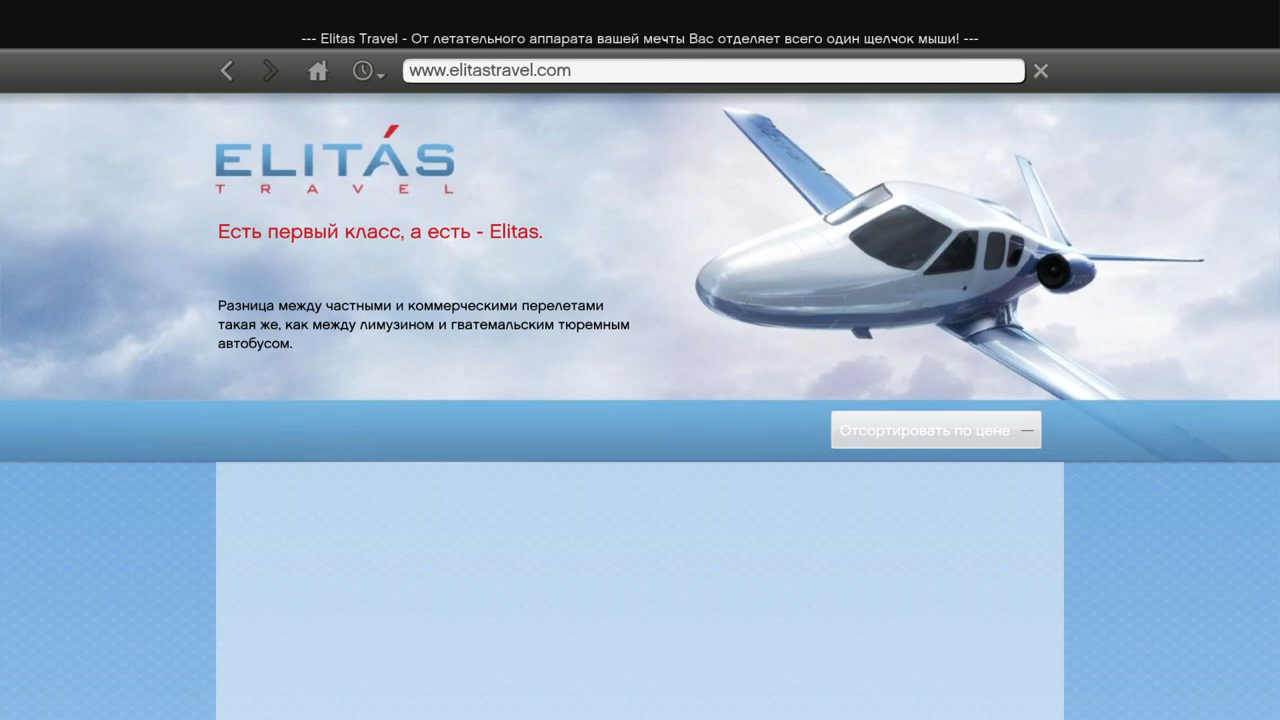 --- Elitas Travel - От летательного аппарата вашей мечты Вас отделяет всего один щелчок мыши! ---
www.elitastravel.com
ELITÁS
TRAVEL
Есть первый класс, а есть - Elitas.
Разница между частными и коммерческими перелетами
такая же, как между лимузином и гватемальским тюремным
автобусом.
Отсортировать по цене —